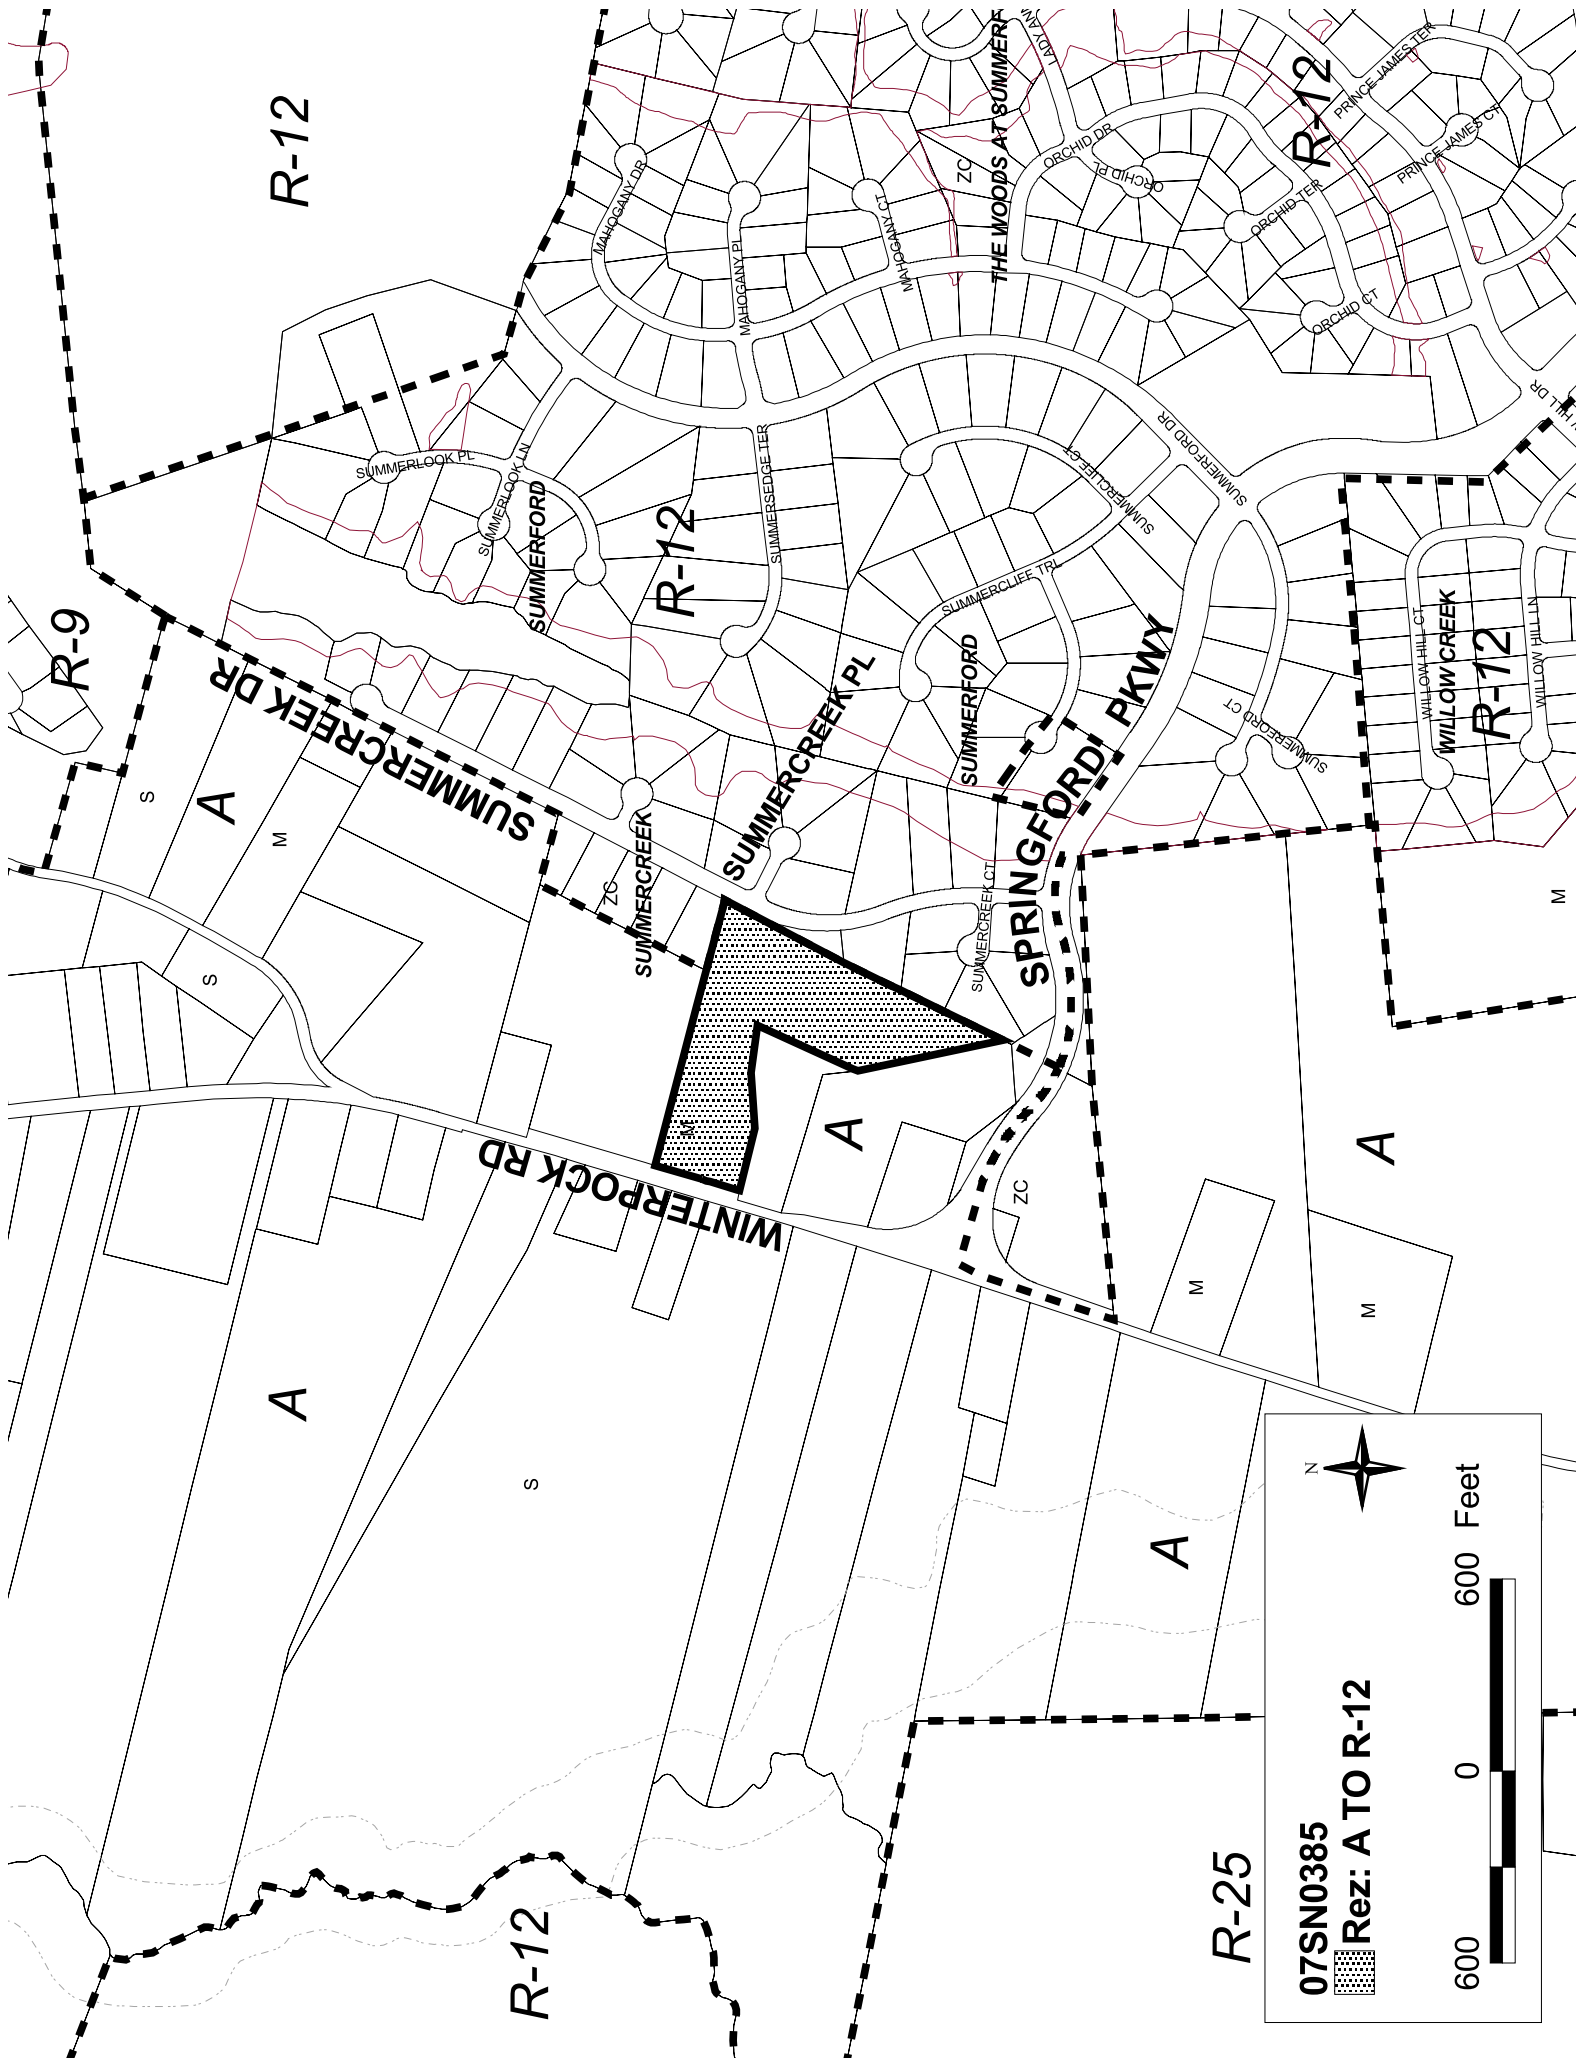 R-12
R-9
A
S
M
S
SUMMERCREEK DR
SUMMERLOOK PL
SUMMERLOOK LN
SUMMERFORD
R-12
MAHOGANY DR
MAHOGANY PL
MAHOGANY CT
SUMMERSEDGE TER
ZC
THE WOODS AT SUMMERF
LADY AN
ORCHID DR
ORCHID PL
ORCHID TER
ORCHID CT
R-12
PRINCE JAMES TER
PRINCE JAMES CT
HILL DR
SUMMERFORD DR
SUMMERCLIFF CT
SUMMERCLIFF TRL
SUMMERFORD
SUMMERCREEK PL
ZC
SUMMERCREEK
SUMMERCREEK CT
SPRINGFORD PKWY
SUMMERFORD CT
WILLOW HILL CT
WILLOW CREEK
R-12
WILLOW HILL LN
M
M
A
WINTERPOCK RD
ZC
A
M
M
A
S
A
R-12
R-25
07SN0385
Rez: A TO R-12
N
600 0 600 Feet